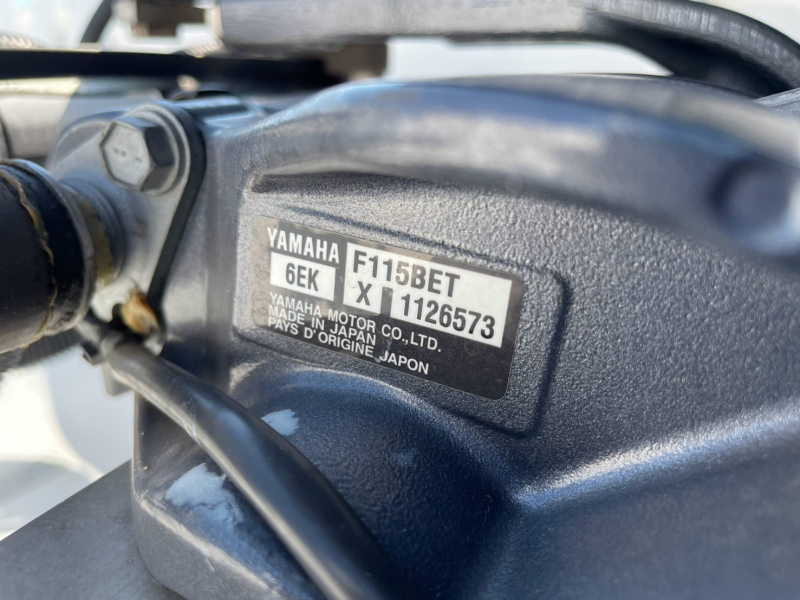 YAMAHA F115BET
6EK X 1126573
YAMAHA MOTOR CO.,LTD.
MADE IN JAPAN
PAYS D'ORIGINE JAPON